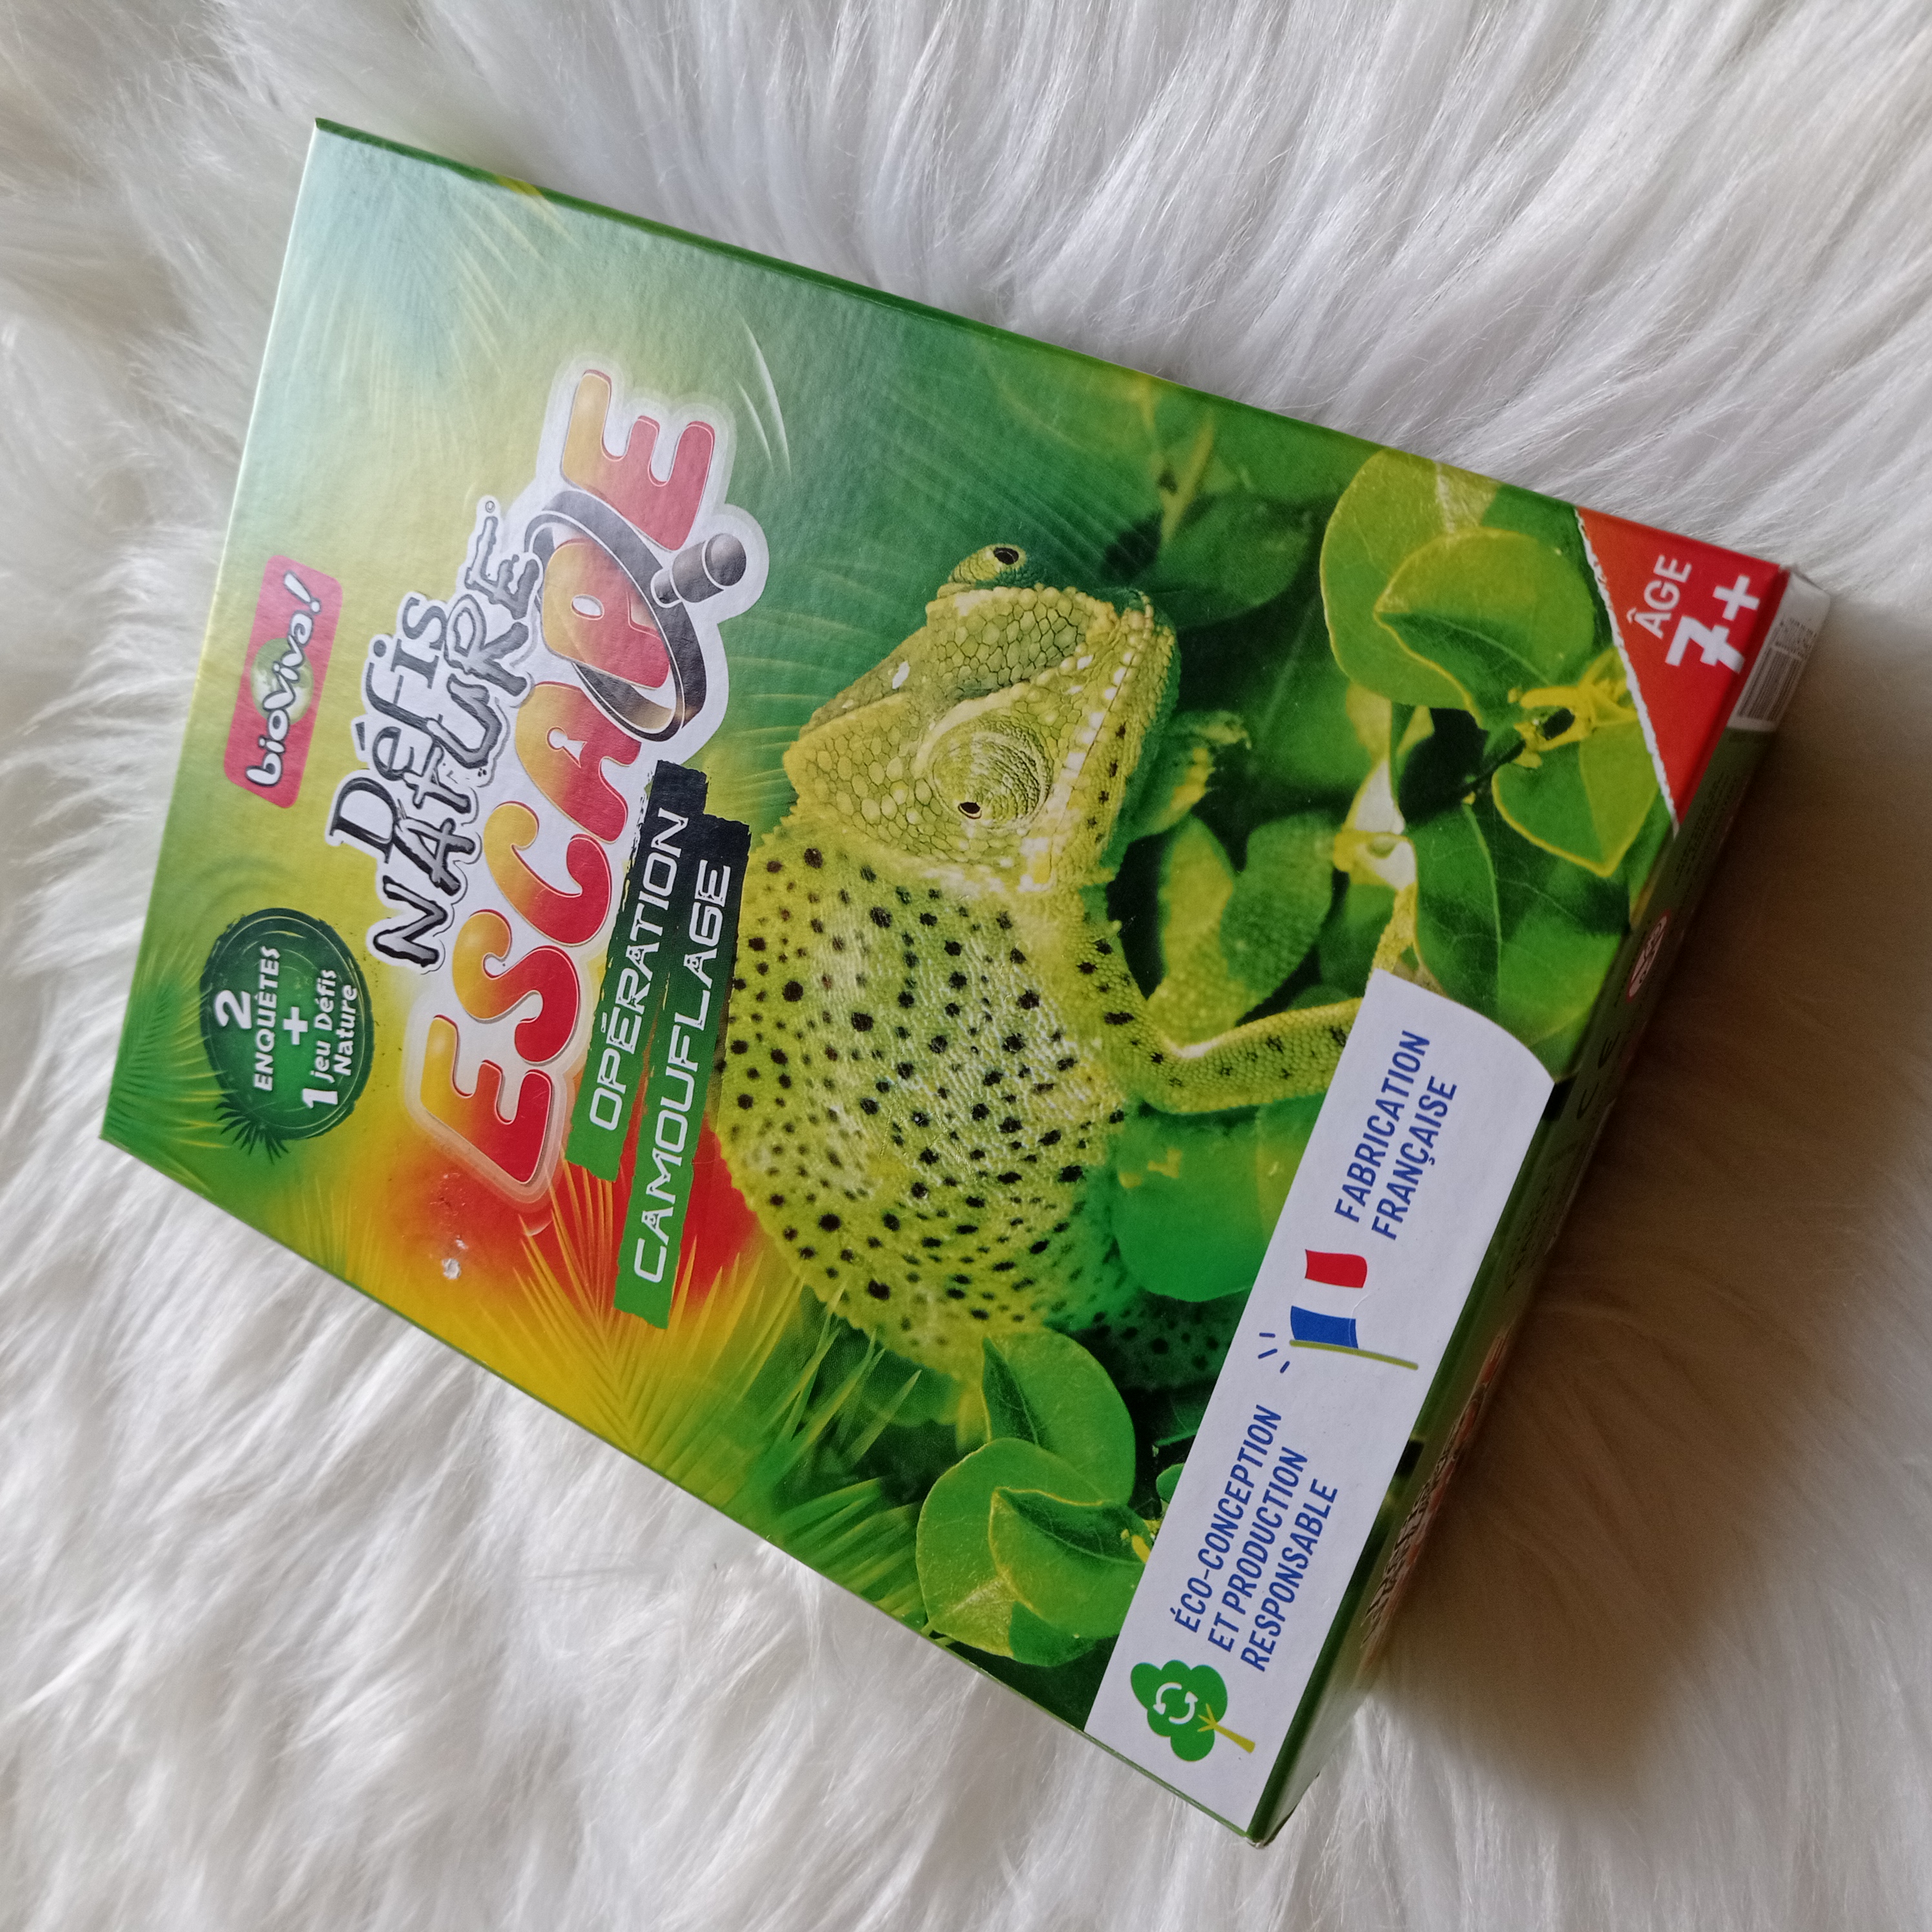 2
ENQUÊTES
+
1 jeu Défis
Nature
bioviva!
Défis
NATURE
ESCAPE
OPÉRATION
CAMOUFLAGE
ÉCO-CONCEPTION
ET PRODUCTION
RESPONSABLE
FABRICATION
FRANÇAISE
ÂGE
7+
CE